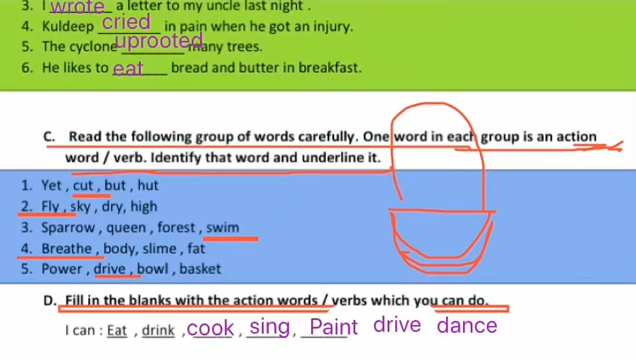 3. I wrote a letter to my uncle last night .
4. Kuldeep cried in pain when he got an injury.
5. The cyclone uprooted many trees.
6. He likes to eat bread and butter in breakfast.
C. Read the following group of words carefully. One word in each group is an action
word / verb. Identify that word and underline it.
1. Yet , cut , but , hut
2. Fly , sky , dry, high
3. Sparrow , queen , forest , swim
4. Breathe , body, slime , fat
5. Power , drive , bowl , basket
D. Fill in the blanks with the action words / verbs which you can do.
I can : Eat , drink , cook , sing , Paint drive dance